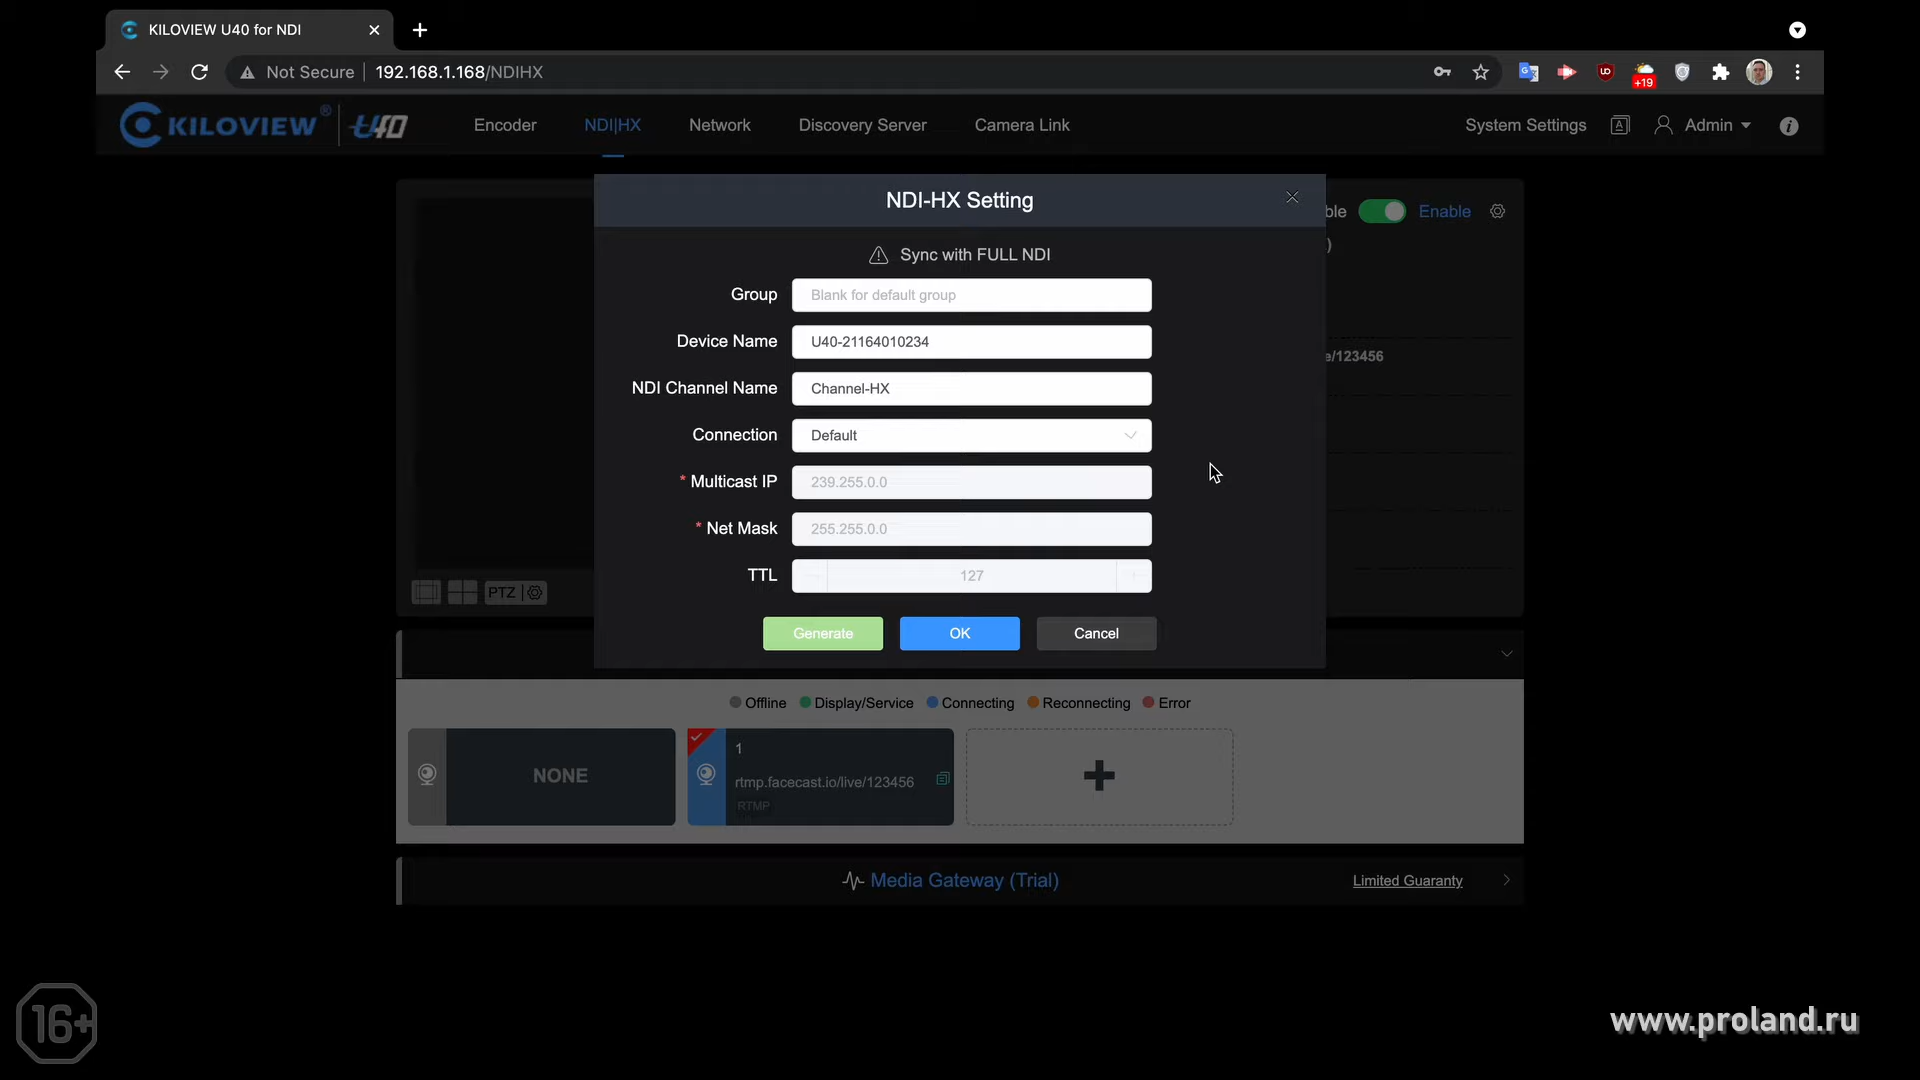 KILOVIEW U40 for NDI
Not Secure 192.168.1.168/NDIHX
+19
KILOVIEW® U40 Encoder NDI|HX Network Discovery Server Camera Link System Settings Admin
NDI-HX Setting
ble Enable
Sync with FULL NDI
)
Group Blank for default group
Device Name U40-21164010234
e/123456
NDI Channel Name Channel-HX
Connection Default
* Multicast IP 239.255.0.0
* Net Mask 255.255.0.0
TTL 127
PTZ
Generate OK Cancel
Offline Display/Service Connecting Reconnecting Error
NONE
1
rtmp.facecast.io/live/123456
RTMP
Media Gateway (Trial) Limited Guaranty
16+
www.proland.ru